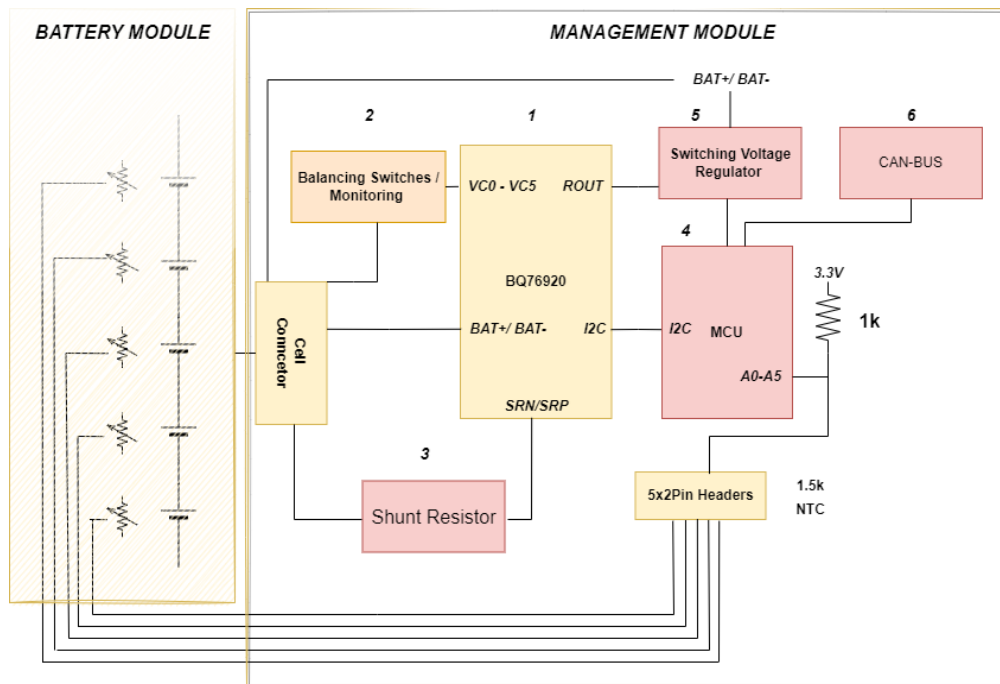 BATTERY MODULE
MANAGEMENT MODULE
BAT+/ BAT-
2
1
5
6
Balancing Switches /
Monitoring
VC0 - VC5
ROUT
Switching Voltage
Regulator
CAN-BUS
4
BQ76920
3.3V
1k
Cell
Conncetor
BAT+/ BAT-
I2C
I2C
MCU
A0-A5
SRN/SRP
3
Shunt Resistor
5x2Pin Headers
1.5k
NTC